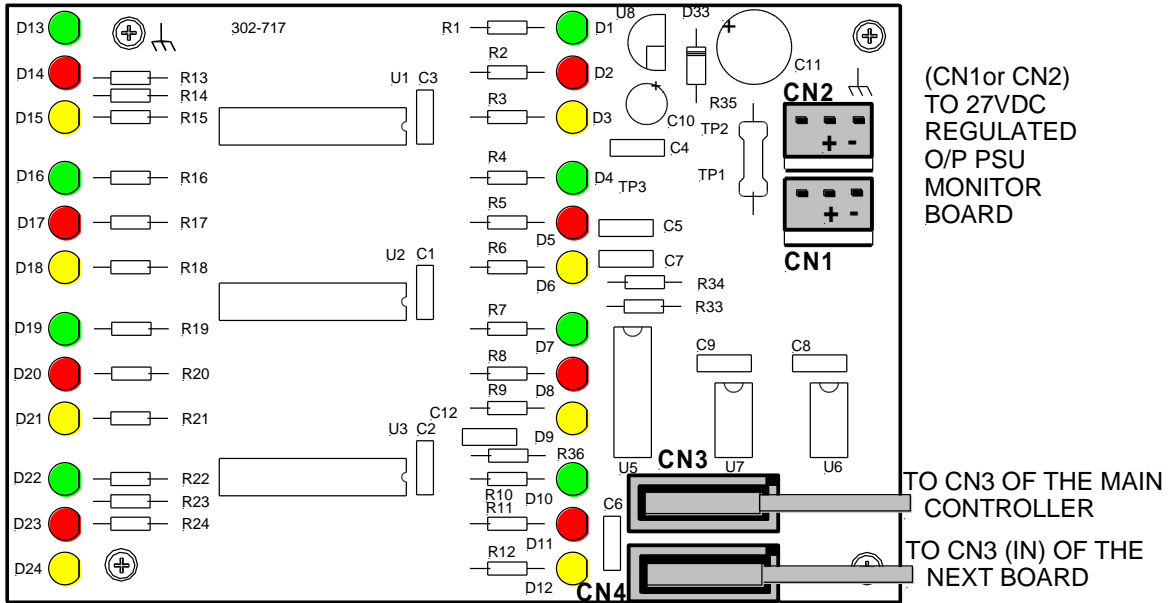 D13
302-717
R1
D1
U8
D33
C11
D14
R13
R14
U1 C3
R2
D2
R35
CN2
+ -
D15
R15
R3
D3
C10
TP2
C4
D16
R16
R4
D4
TP3
TP1
D17
R17
R5
D5
C5
+ -
CN1
D18
R18
U2 C1
R6
D6
C7
R34
R33
D19
R19
R7
D7
D20
R20
R8
D8
C9
C8
D21
R21
R9
C12
D9
U3 C2
R36
U5
U7
U6
D22
R22
R23
R10
D10
CN3
D23
R24
R11
D11
C6
D24
R12
D12
CN4
(CN1or CN2)
TO 27VDC
REGULATED
O/P PSU
MONITOR
BOARD
TO CN3 OF THE MAIN
CONTROLLER
TO CN3 (IN) OF THE
NEXT BOARD